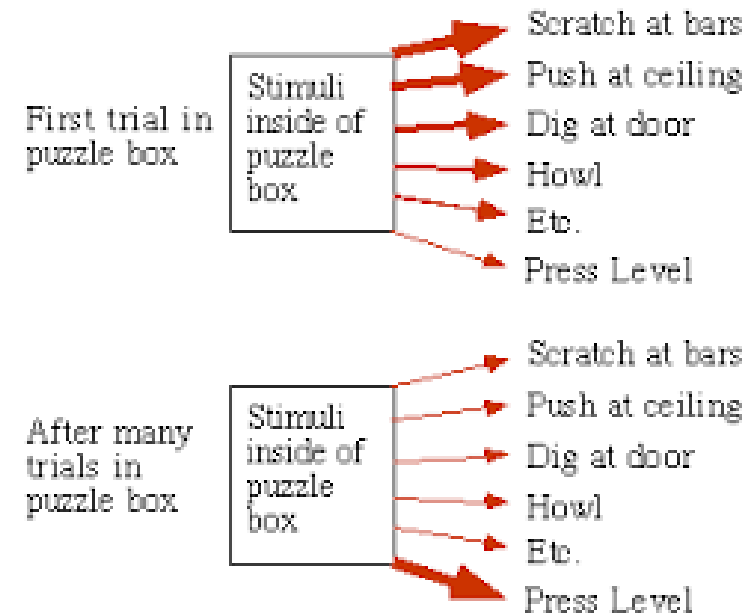 First trial in
puzzle box
Stimuli
inside of
puzzle
box
Scratch at bars
Push at ceiling
Dig at door
Howl
Etc.
Press Level
After many
trials in
puzzle box
Stimuli
inside of
puzzle
box
Scratch at bars
Push at ceiling
Dig at door
Howl
Etc.
Press Level